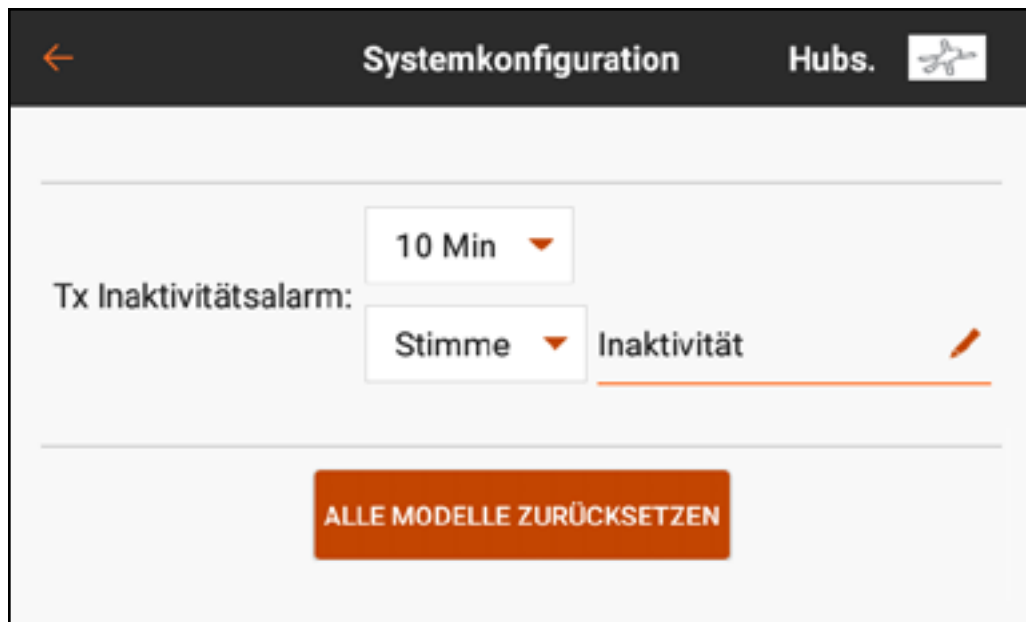 Systemkonfiguration Hubs.
10 Min
Tx Inaktivitätsalarm:
Stimme Inaktivität
ALLE MODELLE ZURÜCKSETZEN